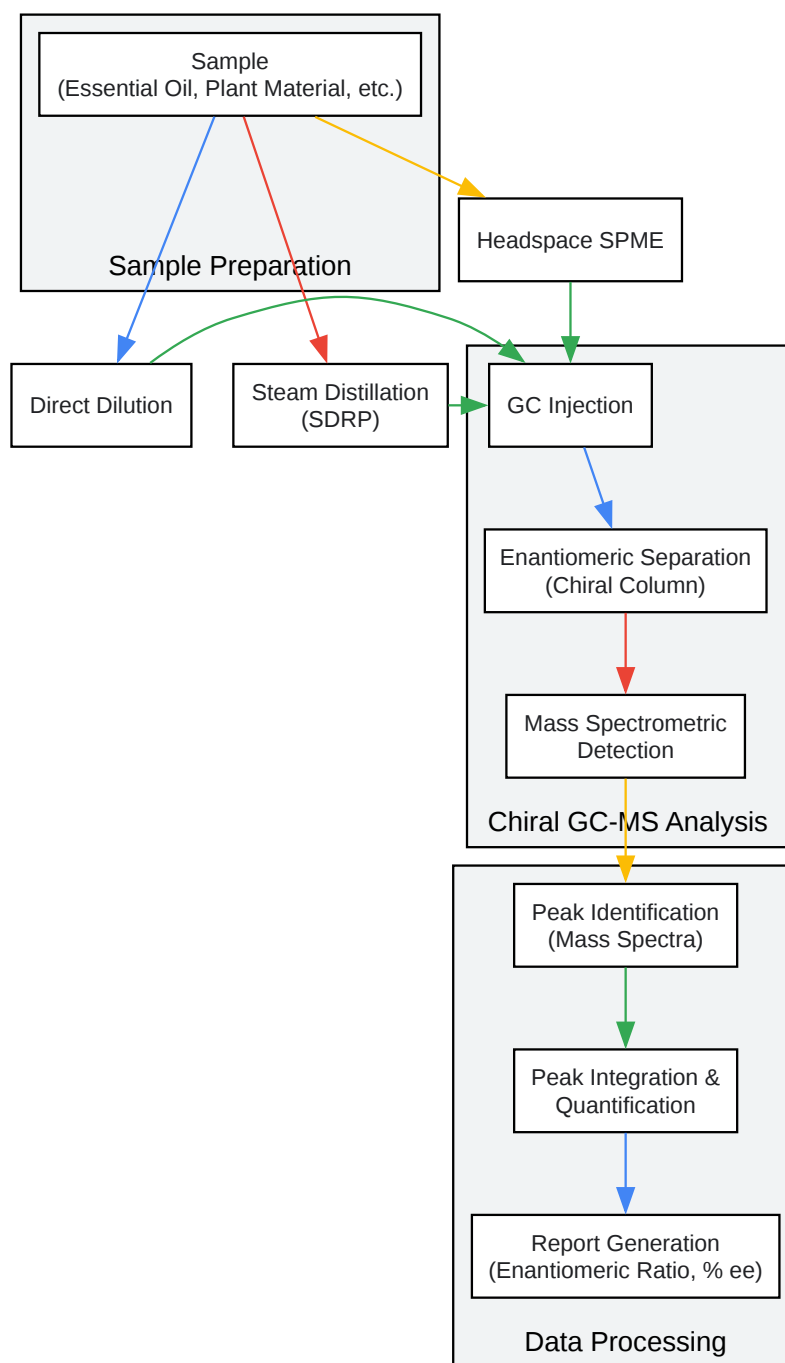 Sample
(Essential Oil, Plant Material, etc.)
Headspace SPME
Sample Preparation
Direct Dilution
Steam Distillation
(SDRP)
GC Injection
Enantiomeric Separation
(Chiral Column)
Mass Spectrometric
Detection
Chiral GC-MS Analysis
Peak Identification
(Mass Spectra)
Peak Integration &
Quantification
Report Generation
(Enantiomeric Ratio, % ee)
Data Processing